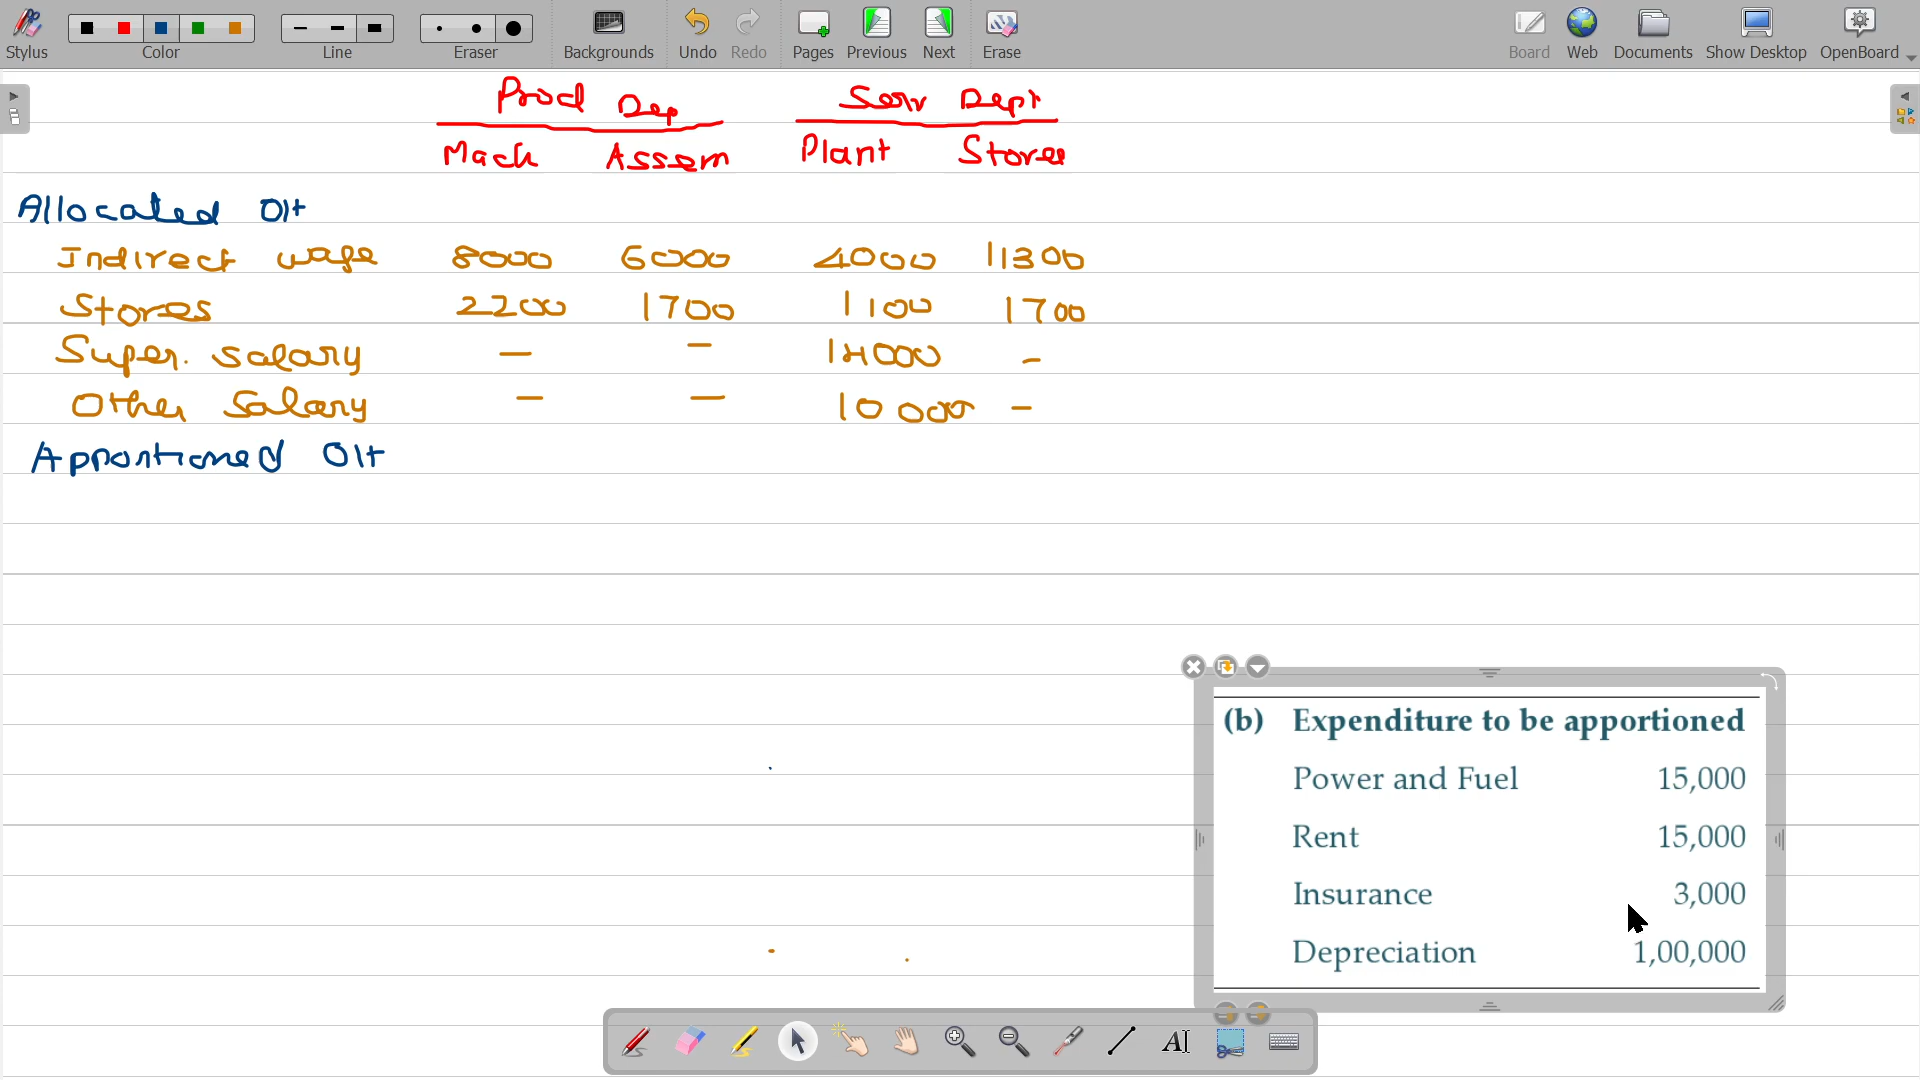 Stylus Color Line Eraser Backgrounds Undo Redo Pages Previous Next Erase Board Web Documents Show Desktop OpenBoard
Prod Dep Serv Dept
Mach Assem Plant Stores
Allocated O/H
Indirect wage 8000 6000 4000 11300
Stores 2200 1700 1100 1700
Super. salary — – 14000 –
Other Salary — — 10000 –
Apportioned O/H
(b) Expenditure to be apportioned
Power and Fuel 15,000
Rent 15,000
Insurance 3,000
Depreciation 1,00,000
AI